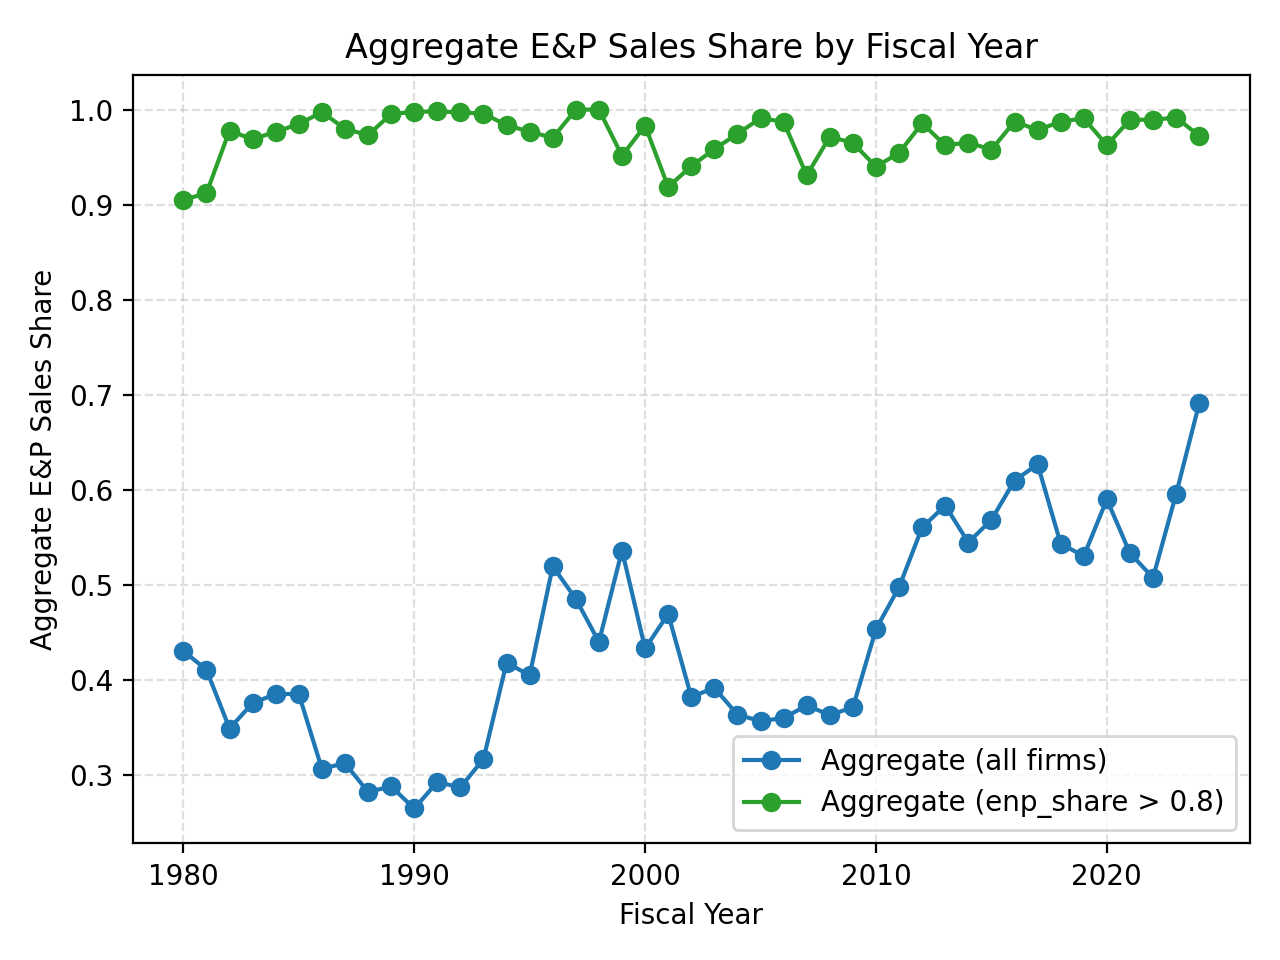 Aggregate E&P Sales Share by Fiscal Year
Aggregate E&P Sales Share
1.0
0.9
0.8
0.7
0.6
0.5
0.4
0.3
Aggregate (all firms)
Aggregate (enp_share > 0.8)
1980 1990 2000 2010 2020
Fiscal Year